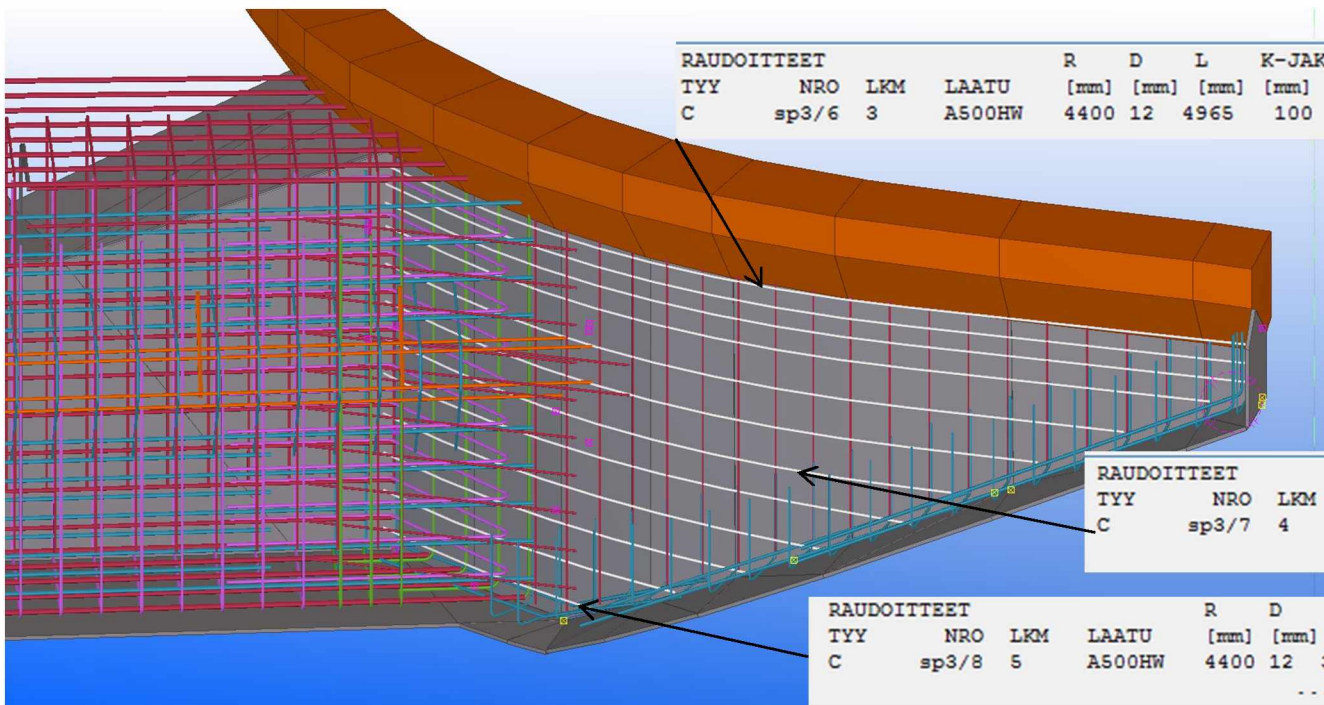 RAUDOITTEET R D L K-JAK
TYY NRO LKM LAATU [mm] [mm] [mm] [mm]
C sp3/6 3 A500HW 4400 12 4965 100
RAUDOITTEET
TYY NRO LKM
C sp3/7 4
RAUDOITTEET R D
TYY NRO LKM LAATU [mm] [mm]
C sp3/8 5 A500HW 4400 12 3
--